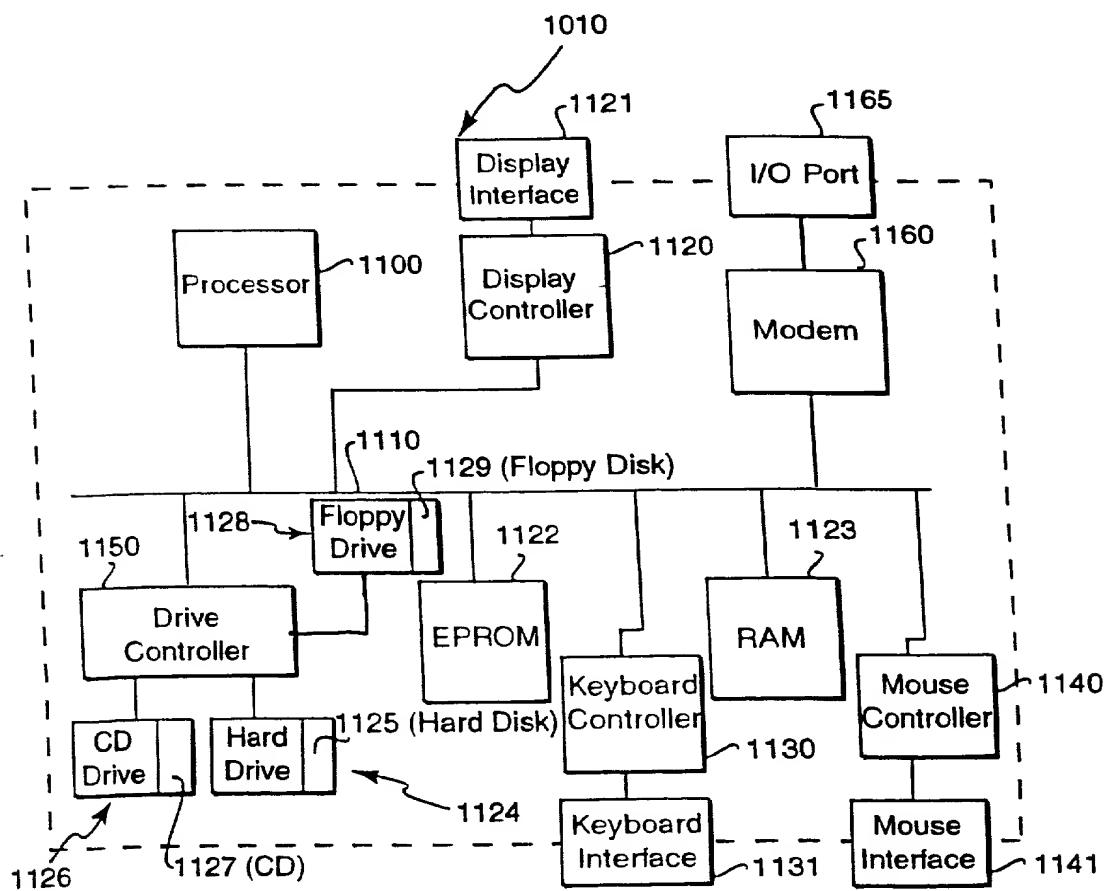 1010
1121
1165
Display
Interface
I/O Port
1120
1160
1100
Processor
Display
Controller
Modem
1110
1129 (Floppy Disk)
1128
Floppy
Drive
1150
1122
1123
Drive
Controller
EPROM
RAM
Keyboard
Controller
Mouse
Controller
1140
1125 (Hard Disk)
CD
Drive
Hard
Drive
1130
1124
Keyboard
Interface
Mouse
Interface
1126
1127 (CD)
1131
1141